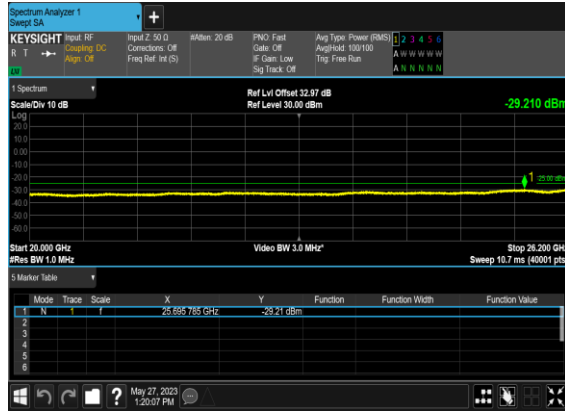 Spectrum Analyzer 1
Swept SA
+
KEYSIGHT Input: RF Input Z: 50 Ω #Atten: 20 dB PNO: Fast Avg Type: Power (RMS) 1 2 3 4 5 6
R T Coupling: DC Corrections: Off Gate: Off Avg|Hold: 100/100 A W W W W W
Align: Off Freq Ref: Int (S) IF Gain: Low Trig: Free Run
LW Sig Track: Off A N N N N N
1 Spectrum Ref Lvl Offset 32.97 dB
Scale/Div 10 dB Ref Level 30.00 dBm -29.210 dBm
Log
20.0
10.0
0.00
-10.0
-20.0 1 -25.00 dBm
-30.0
-40.0
-50.0
-60.0
Start 20.000 GHz Video BW 3.0 MHz* Stop 26.200 GHz
#Res BW 1.0 MHz Sweep 10.7 ms (40001 pts
5 Marker Table
Mode Trace Scale X Y Function Function Width Function Value
1 N 1 f 25.695 785 GHz -29.21 dBm
2
3
4
5
6
? May 27, 2023
1:20:07 PM